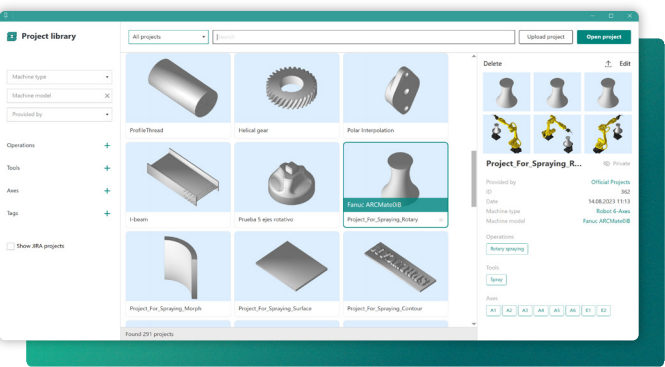 Project library
All projects
Search
Upload project
Open project
Machine type
Machine model
Provided by
Operations
Tools
Axes
Tags
Show JIRA projects
ProfileThread
Helical gear
Polar Interpolation
I-beam
Prueba 5 ejes rotativo
Fanuc ARCMate0iB
Project_For_Spraying_Rotary
Project_For_Spraying_Morph
Project_For_Spraying_Surface
Project_For_Spraying_Contour
Found 291 projects
Delete
Edit
Project_For_Spraying_R...
Private
Provided by Official Projects
ID 362
Date 14.08.2023 11:13
Machine type Robot 6-Axes
Machine model Fanuc ARCMate0iB
Operations
Rotary spraying
Tools
Spray
Axes
A1 A2 A3 A4 A5 A6 E1 E2